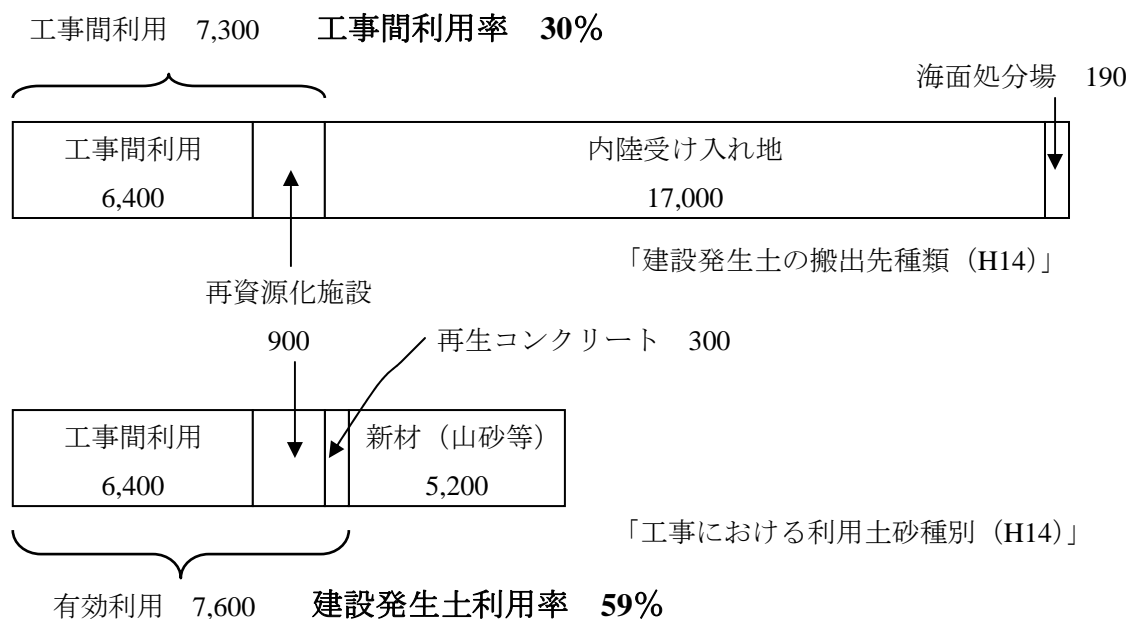 工事間利用 7,300 工事間利用率 30%
海面処分場 190
工事間利用 内陸受け入れ地
6,400 17,000
「建設発生土の搬出先種類(H14)」
再資源化施設
900 再生コンクリート 300
工事間利用 新材(山砂等)
6,400 5,200
「工事における利用土砂種別(H14)」
有効利用 7,600 建設発生土利用率 59%